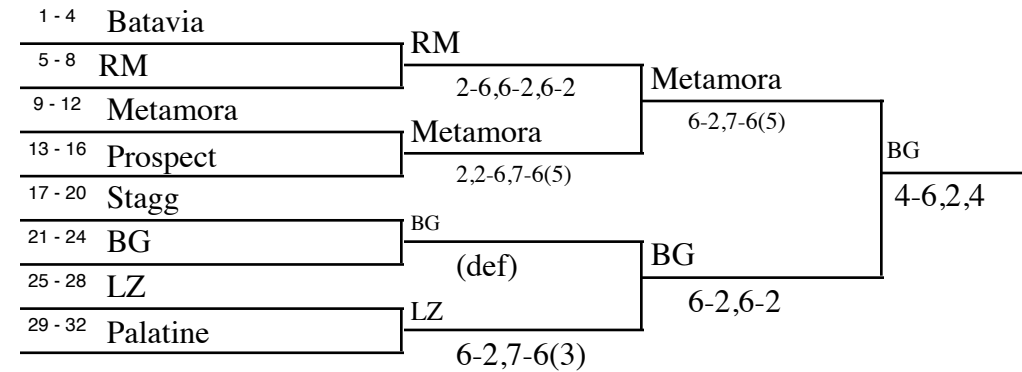 1 - 4 Batavia
RM
5 - 8 RM
2-6,6-2,6-2
Metamora
9 - 12 Metamora
6-2,7-6(5)
Metamora
13 - 16 Prospect
2,2-6,7-6(5)
BG
17 - 20 Stagg
4-6,2,4
BG
21 - 24 BG
(def)
BG
25 - 28 LZ
6-2,6-2
LZ
29 - 32 Palatine
6-2,7-6(3)